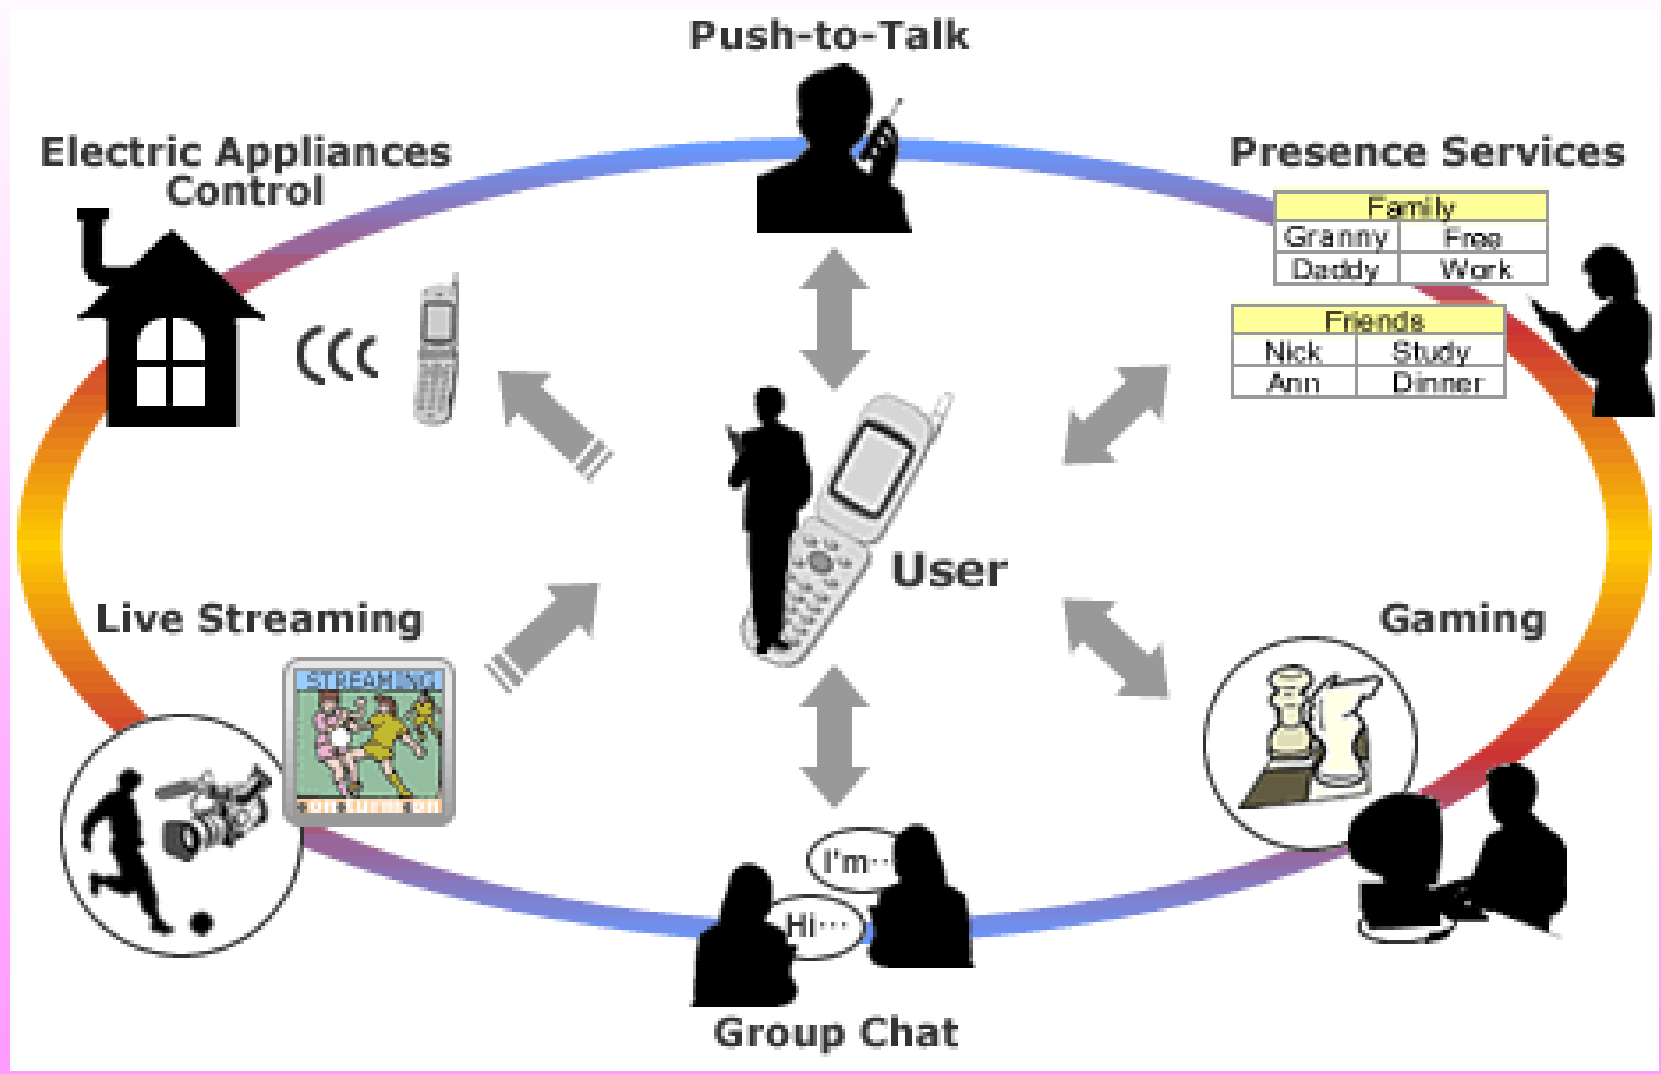 Push-to-Talk
Electric Appliances
Control
Presence Services
Family
Granny Free
Daddy Work
Friends
Nick Study
Ann Dinner
User
Live Streaming
STREAMING
Gaming
I'm…
Hi…
Group Chat